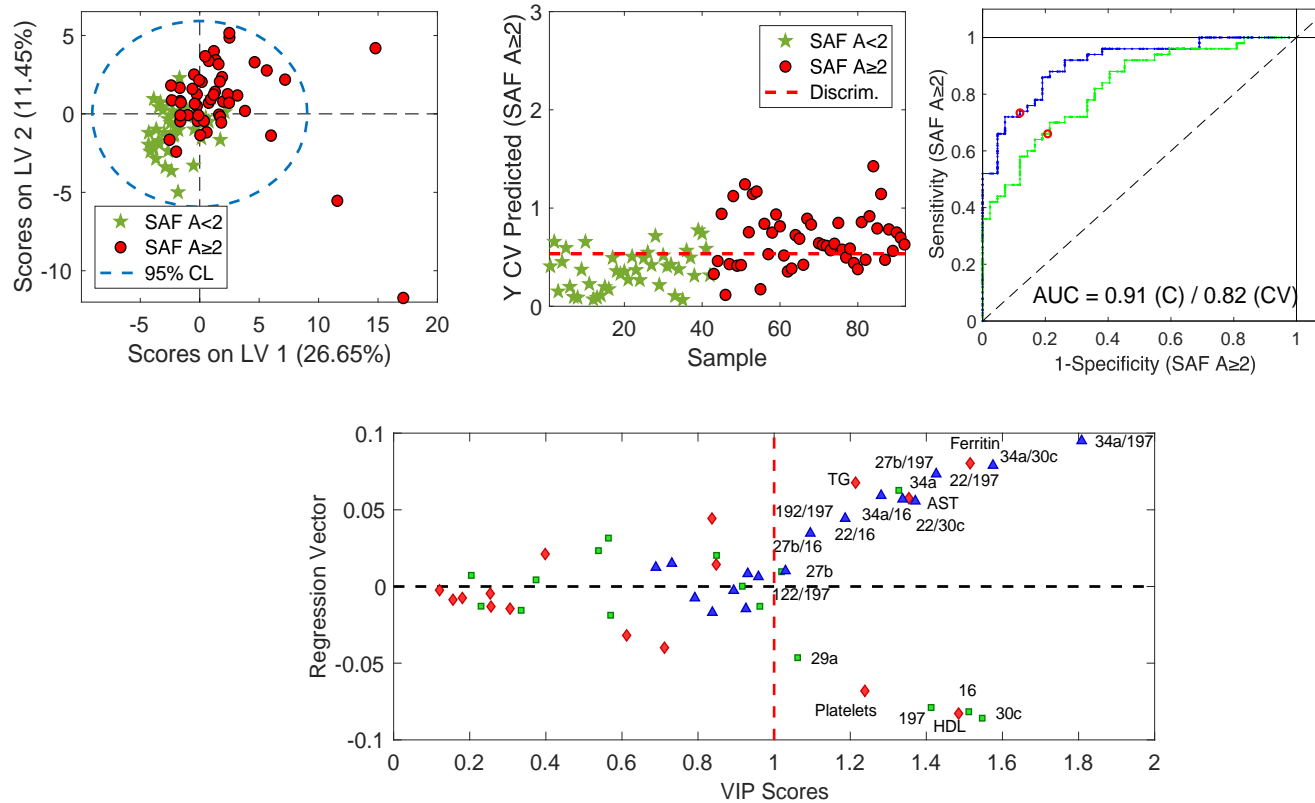 Scores on LV 2 (11.45%)
5
0
-5
-10
SAF A<2
SAF A≥2
95% CL
-5
0
5
10
15
20
Scores on LV 1 (26.65%)
Y CV Predicted (SAF A≥2)
3
2
1
0
SAF A<2
SAF A≥2
Discrim.
20
40
60
80
Sample
Sensitivity (SAF A≥2)
1
0.8
0.6
0.4
0.2
0
AUC = 0.91 (C) / 0.82 (CV)
0
0.2
0.4
0.6
0.8
1
1-Specificity (SAF A≥2)
Regression Vector
0.1
0.05
0
-0.05
-0.1
34a/197
Ferritin
34a/30c
27b/197
22/197
TG
34a
AST
192/197
34a/16
22/30c
22/16
27b/16
27b
122/197
29a
Platelets
16
197
HDL
30c
0
0.2
0.4
0.6
0.8
1
1.2
1.4
1.6
1.8
2
VIP Scores